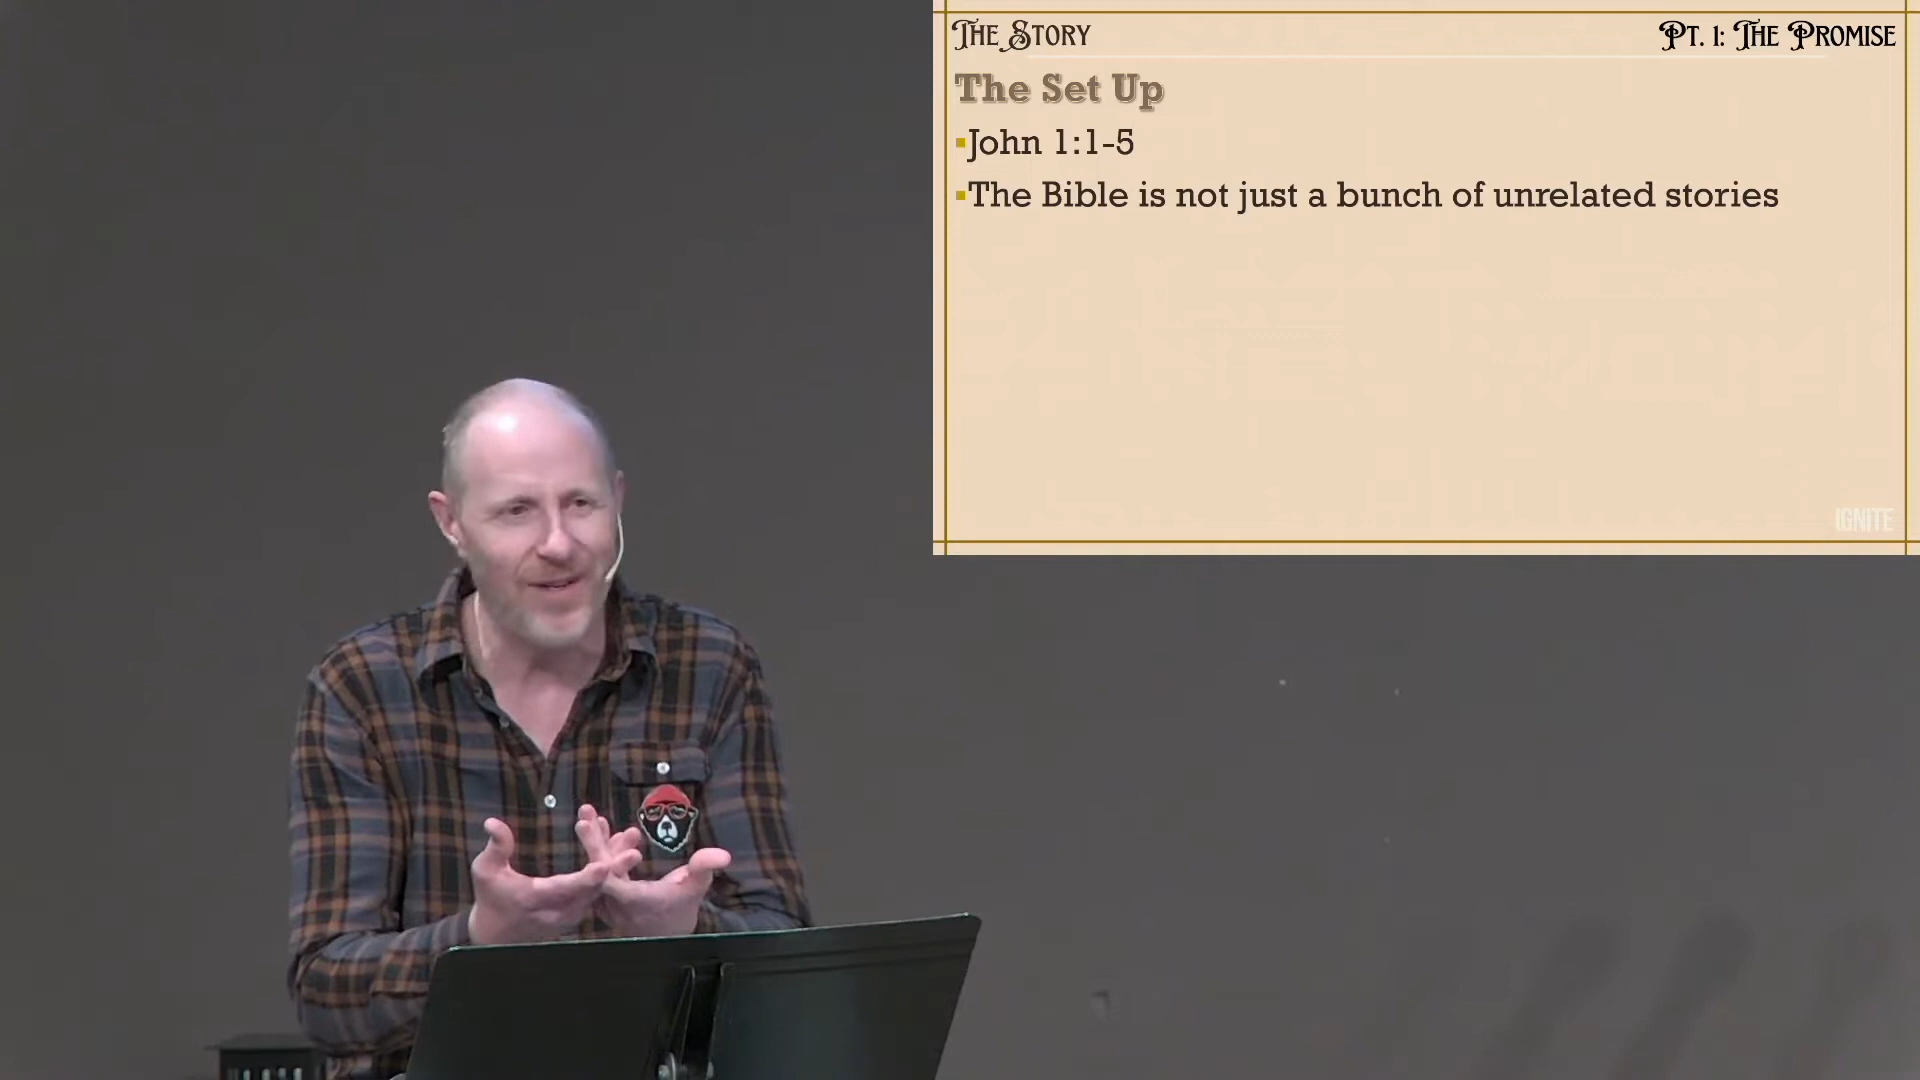 The Story
Pt. 1: The Promise
The Set Up
▪John 1:1-5
▪The Bible is not just a bunch of unrelated stories
IGNITE